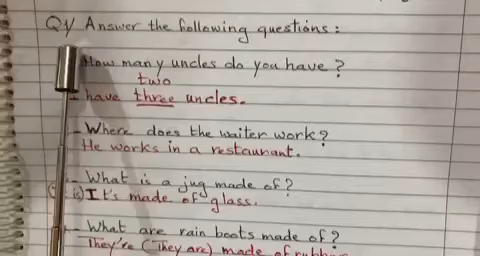 Q1/ Answer the following questions:
How many uncles do you have?
two
I have three uncles.
- Where does the waiter work?
He works in a restaurant.
- What is a jug made of?
(is) It's made of glass.
- What are rain boots made of?
They're (They are) made of